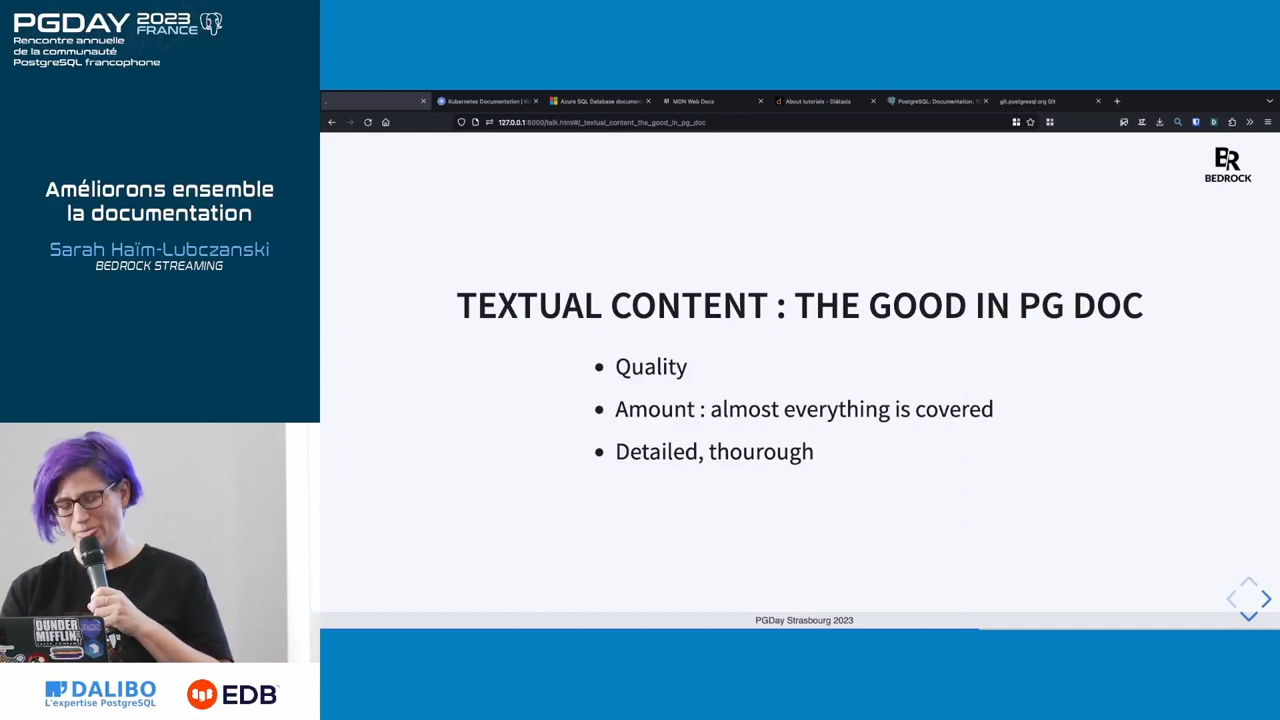 PGDAY 2023 FRANCE
Rencontre annuelle
de la communauté
PostgreSQL francophone
Améliorons ensemble
la documentation
Sarah Haïm-Lubczanski
BEDROCK STREAMING
Kubernetes Documentation | K
Azure SQL Database document
MDN Web Docs
About tutorials - Diátaxis
PostgreSQL: Documentation:
git.postgresql.org Git
127.0.0.1:5000/talk.html#/_textual_content_the_good_in_pg_doc
BR
BEDROCK
TEXTUAL CONTENT : THE GOOD IN PG DOC
• Quality
• Amount : almost everything is covered
• Detailed, thourough
PGDay Strasbourg 2023
DUNDER
MIFFLIN
DALIBO
L'expertise PostgreSQL
EDB